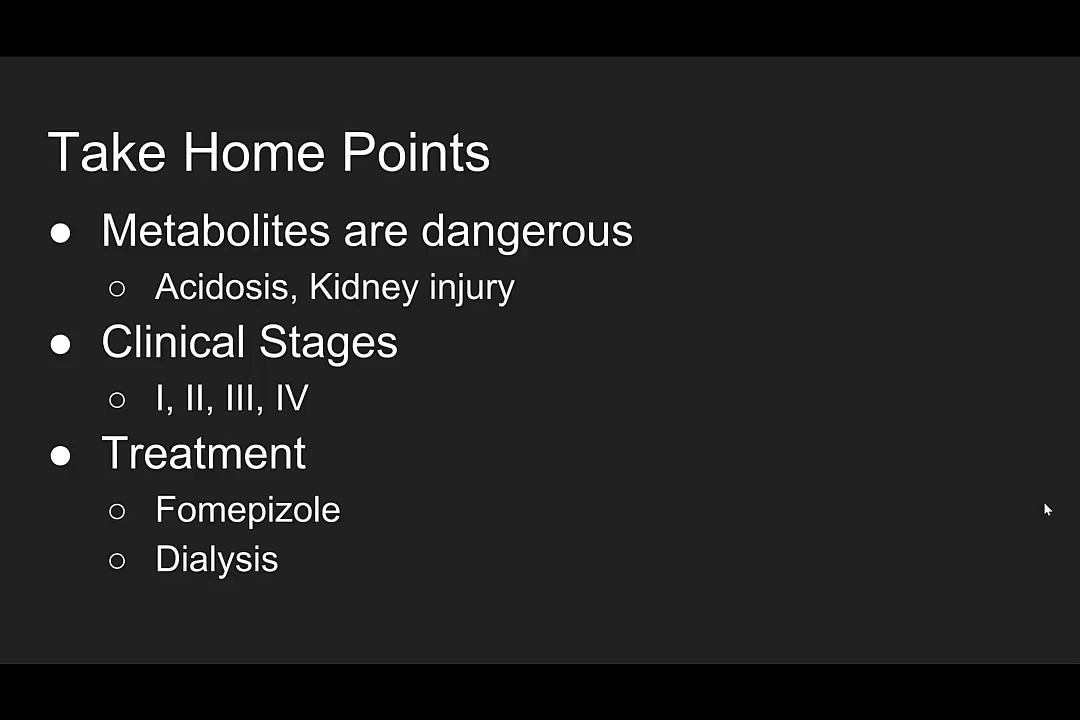 Take Home Points
● Metabolites are dangerous
○ Acidosis, Kidney injury
● Clinical Stages
○ I, II, III, IV
● Treatment
○ Fomepizole
○ Dialysis